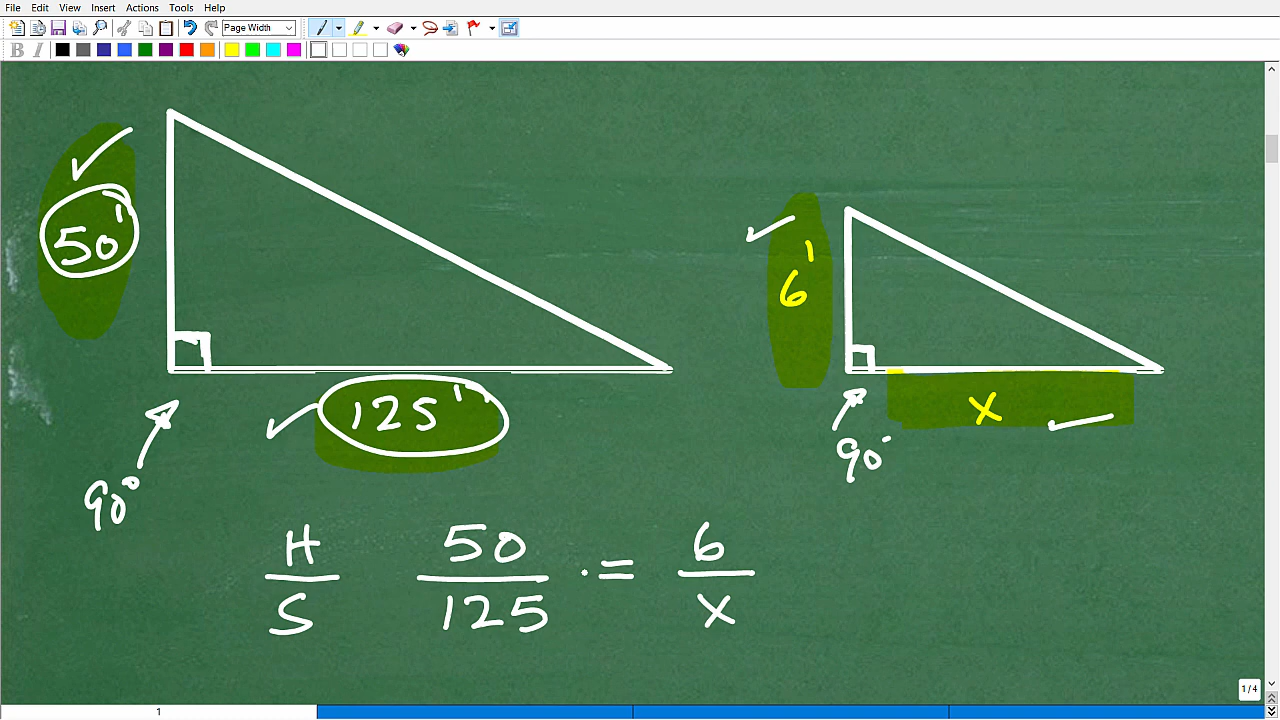 File Edit View Insert Actions Tools Help
Page Width
B I
50'
6'
125'
x
90°
90°
H 50 = 6
S 125 x
1/4
1